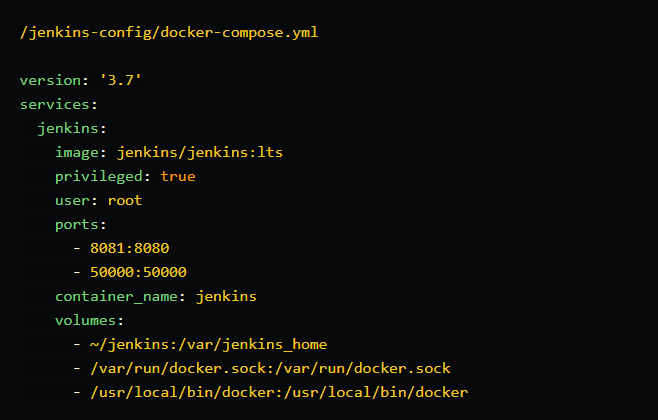 /jenkins-config/docker-compose.yml
version: '3.7'
services:
  jenkins:
    image: jenkins/jenkins:lts
    privileged: true
    user: root
    ports:
      - 8081:8080
      - 50000:50000
    container_name: jenkins
    volumes:
      - ~/jenkins:/var/jenkins_home
      - /var/run/docker.sock:/var/run/docker.sock
      - /usr/local/bin/docker:/usr/local/bin/docker